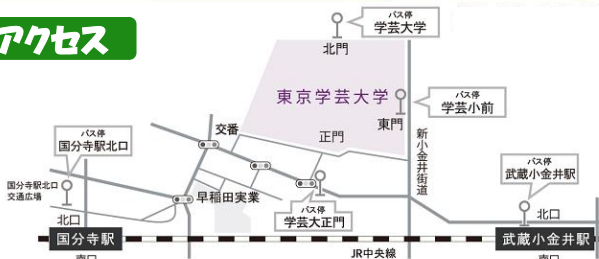 アクセス
バス停
学芸大学
北門
東京学芸大学
バス停
学芸小前
東門
正門
新小金井街道
交番
バス停
国分寺駅北口
国分寺駅北口
交通広場
早稲田実業
バス停
学芸大正門
バス停
武蔵小金井駅
北口
北口
国分寺駅
武蔵小金井駅
JR中央線
南口
南口